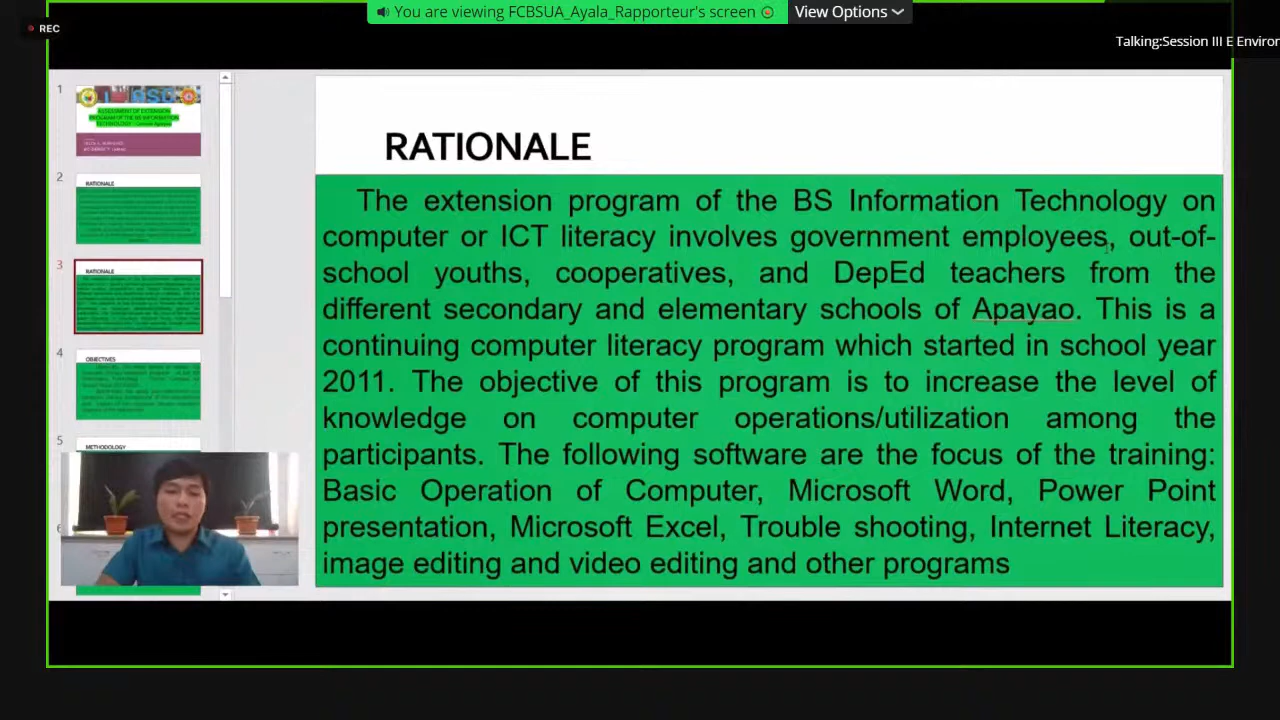 You are viewing FCBSUA_Ayala_Rapporteur's screen
View Options
REC
Talking:Session III E Environ
1
2
RATIONALE
3
RATIONALE
4
OBJECTIVES
5
METHODOLOGY
6
RATIONALE
The extension program of the BS Information Technology on
computer or ICT literacy involves government employees, out-of-
school youths, cooperatives, and DepEd teachers from the
different secondary and elementary schools of Apayao. This is a
continuing computer literacy program which started in school year
2011. The objective of this program is to increase the level of
knowledge on computer operations/utilization among the
participants. The following software are the focus of the training:
Basic Operation of Computer, Microsoft Word, Power Point
presentation, Microsoft Excel, Trouble shooting, Internet Literacy,
image editing and video editing and other programs